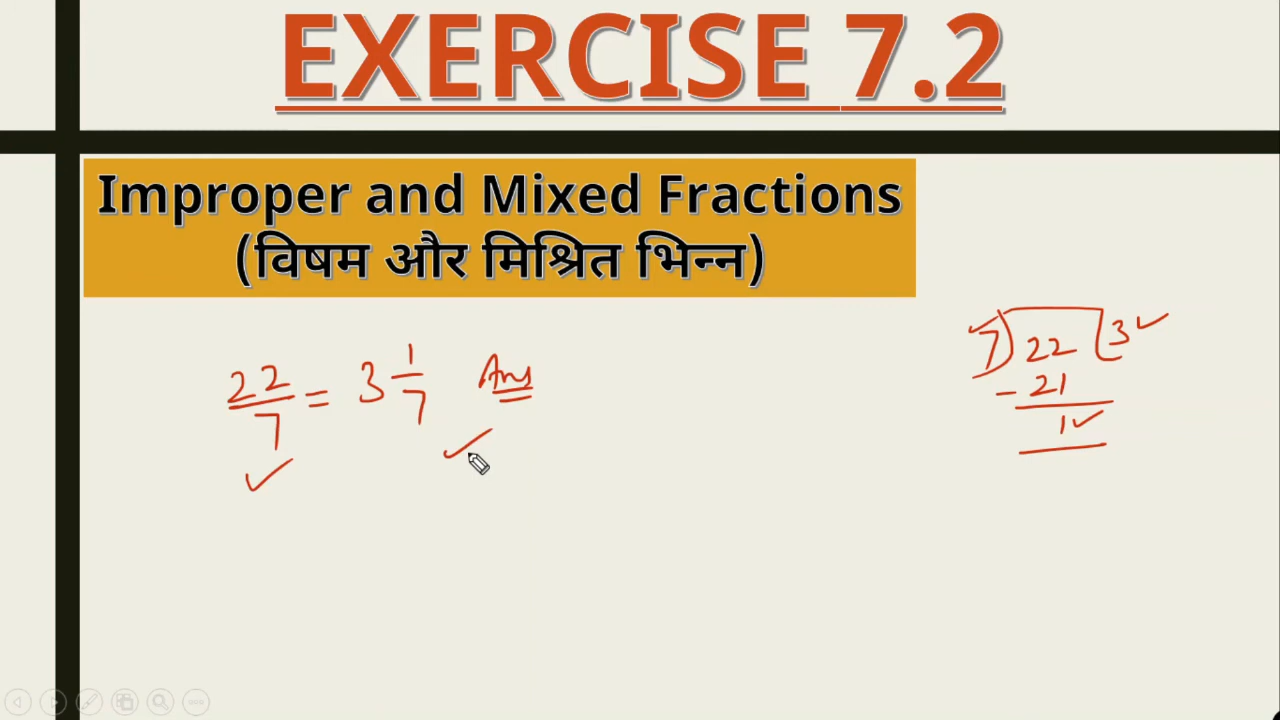 EXERCISE 7.2
Improper and Mixed Fractions
(विषम और मिश्रित भिन्न)
22/7 = 3 1/7 Ans
7) 22 (3
- 21
1